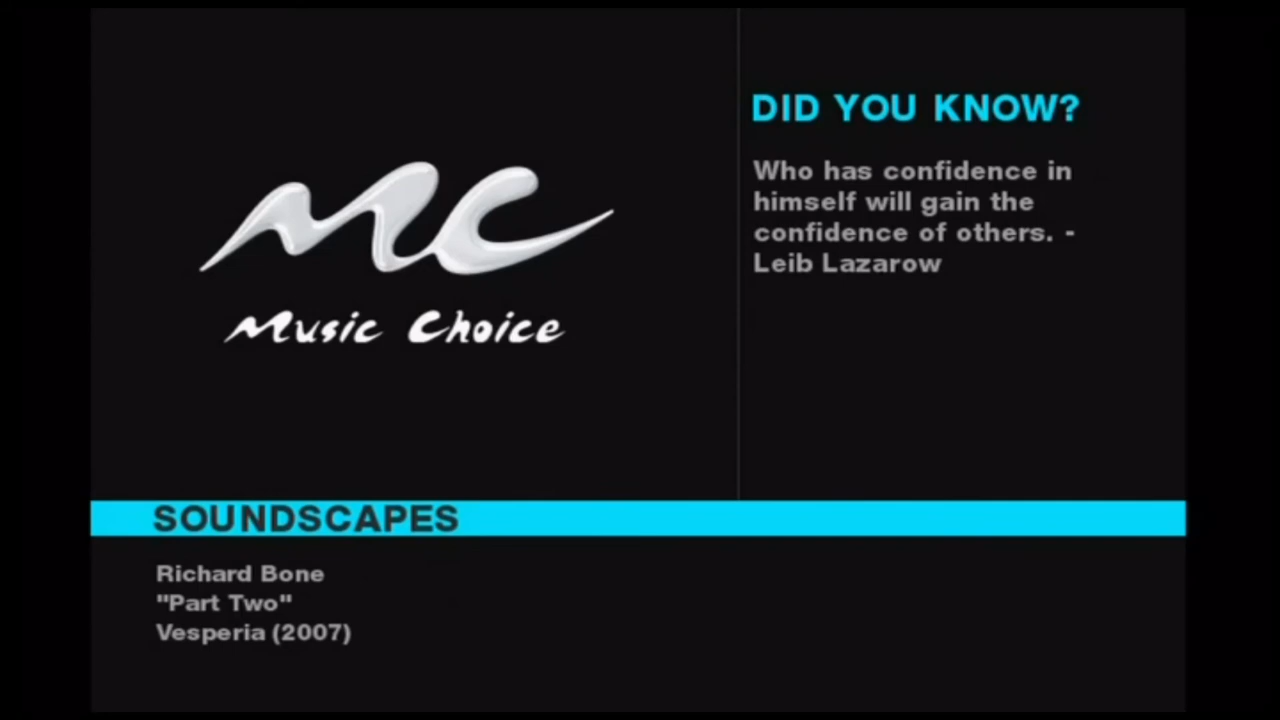 MC
Music Choice
DID YOU KNOW?
Who has confidence in
himself will gain the
confidence of others. -
Leib Lazarow
SOUNDSCAPES
Richard Bone
"Part Two"
Vesperia (2007)